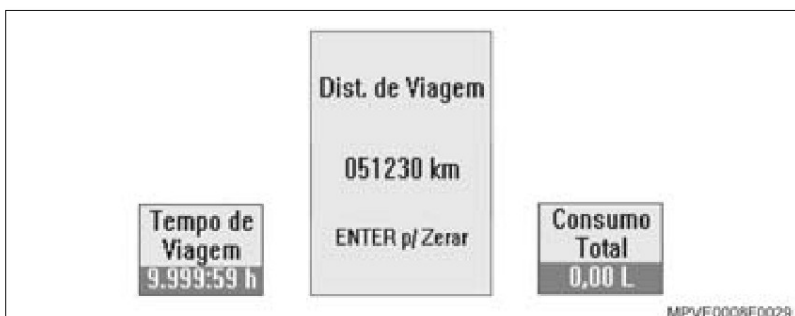 Dist. de Viagem
051230 km
ENTER p/ Zerar
Tempo de
Viagem
9.999:59 h
Consumo
Total
0,00 L
MPVE0008E0029